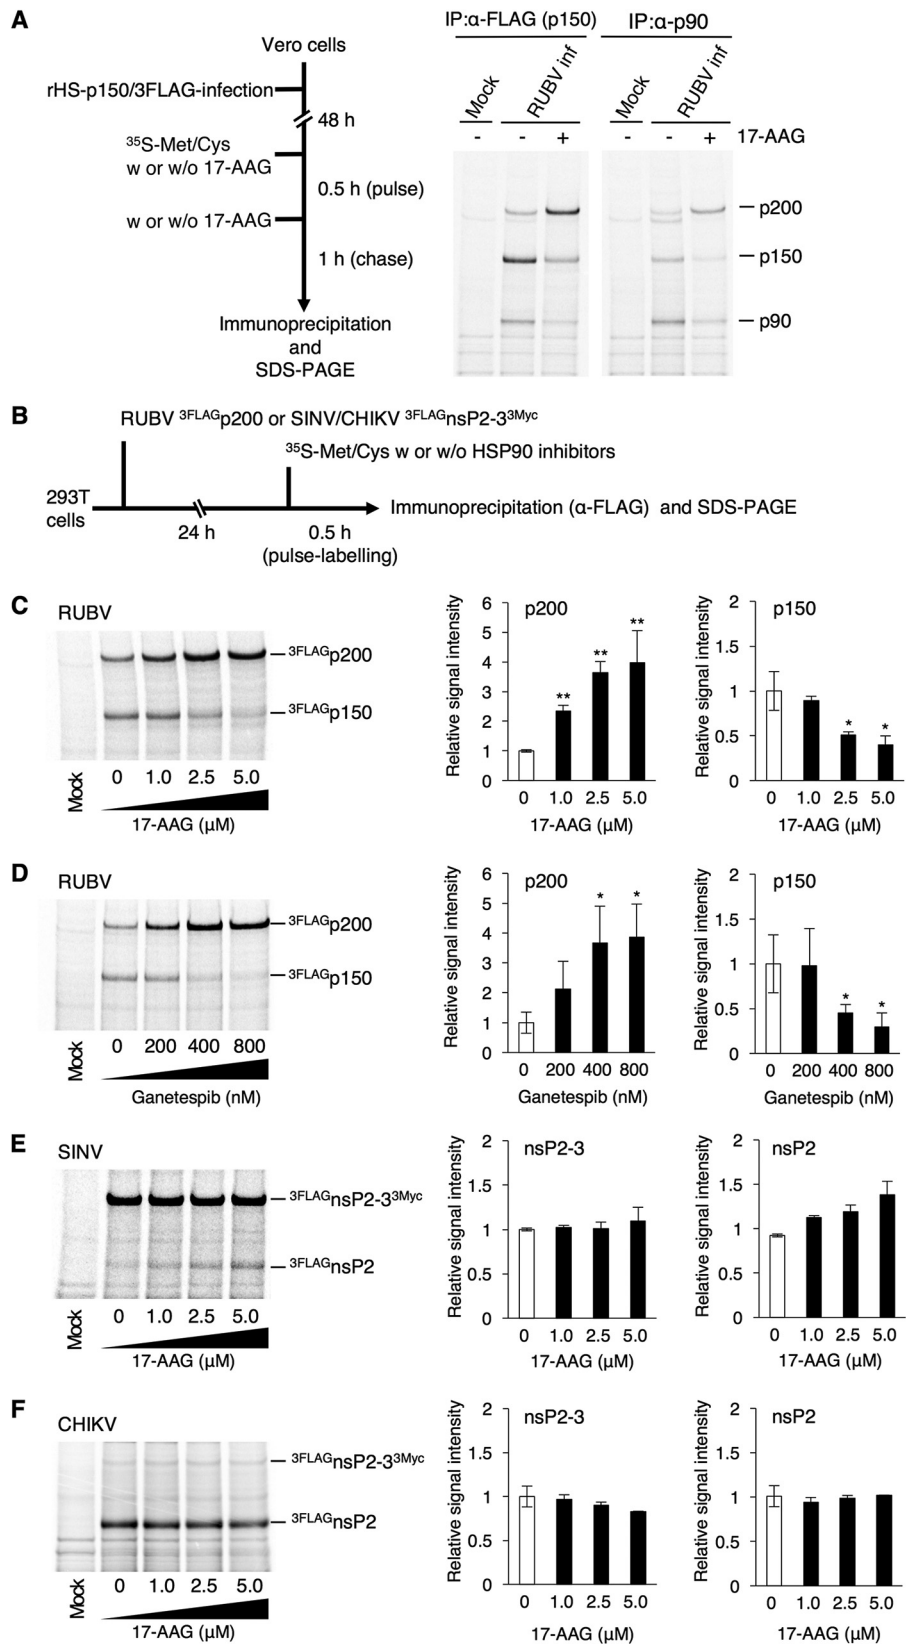 A
Vero cells
rHS-p150/3FLAG-infection
48 h
35S-Met/Cys
w or w/o 17-AAG
0.5 h (pulse)
w or w/o 17-AAG
1 h (chase)
Immunoprecipitation
and
SDS-PAGE
IP:α-FLAG (p150) IP:α-p90
Mock RUBV inf Mock RUBV inf
- - + - - + 17-AAG
p200
p150
p90
B
RUBV 3FLAGp200 or SINV/CHIKV 3FLAGnsP2-33Myc
35S-Met/Cys w or w/o HSP90 inhibitors
293T
cells
Immunoprecipitation (α-FLAG) and SDS-PAGE
24 h
0.5 h
(pulse-labelling)
C
RUBV
3FLAGp200
3FLAGp150
Mock 0 1.0 2.5 5.0
17-AAG (μM)
Relative signal intensity
p200
6
5
4
3
2
1
0
** ** **
0 1.0 2.5 5.0
17-AAG (μM)
Relative signal intensity
p150
2
1.5
1
0.5
0
* *
0 1.0 2.5 5.0
17-AAG (μM)
D
RUBV
3FLAGp200
3FLAGp150
Mock 0 200 400 800
Ganetespib (nM)
Relative signal intensity
p200
6
5
4
3
2
1
0
* *
0 200 400 800
Ganetespib (nM)
Relative signal intensity
p150
2
1.5
1
0.5
0
* *
0 200 400 800
Ganetespib (nM)
E
SINV
3FLAGnsP2-33Myc
3FLAGnsP2
Mock 0 1.0 2.5 5.0
17-AAG (μM)
Relative signal intensity
nsP2-3
2
1.5
1
0.5
0
0 1.0 2.5 5.0
17-AAG (μM)
Relative signal intensity
nsP2
2
1.5
1
0.5
0
0 1.0 2.5 5.0
17-AAG (μM)
F
CHIKV
3FLAGnsP2-33Myc
3FLAGnsP2
Mock 0 1.0 2.5 5.0
17-AAG (μM)
Relative signal intensity
nsP2-3
2
1.5
1
0.5
0
0 1.0 2.5 5.0
17-AAG (μM)
Relative signal intensity
nsP2
2
1.5
1
0.5
0
0 1.0 2.5 5.0
17-AAG (μM)